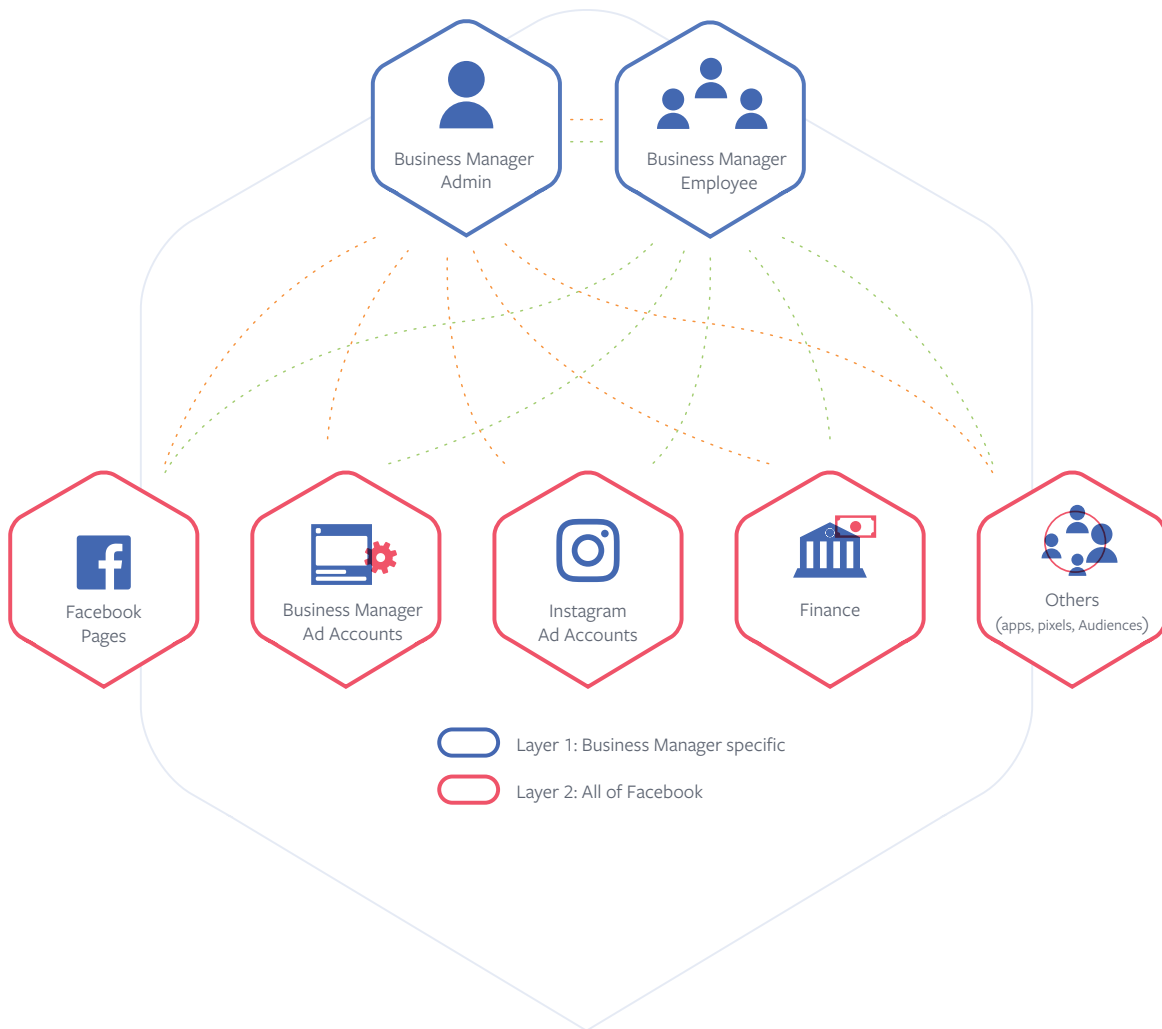 Business Manager
Admin
Business Manager
Employee
Facebook
Pages
Business Manager
Ad Accounts
Instagram
Ad Accounts
Finance
Others
(apps, pixels, Audiences)
Layer 1: Business Manager specific
Layer 2: All of Facebook